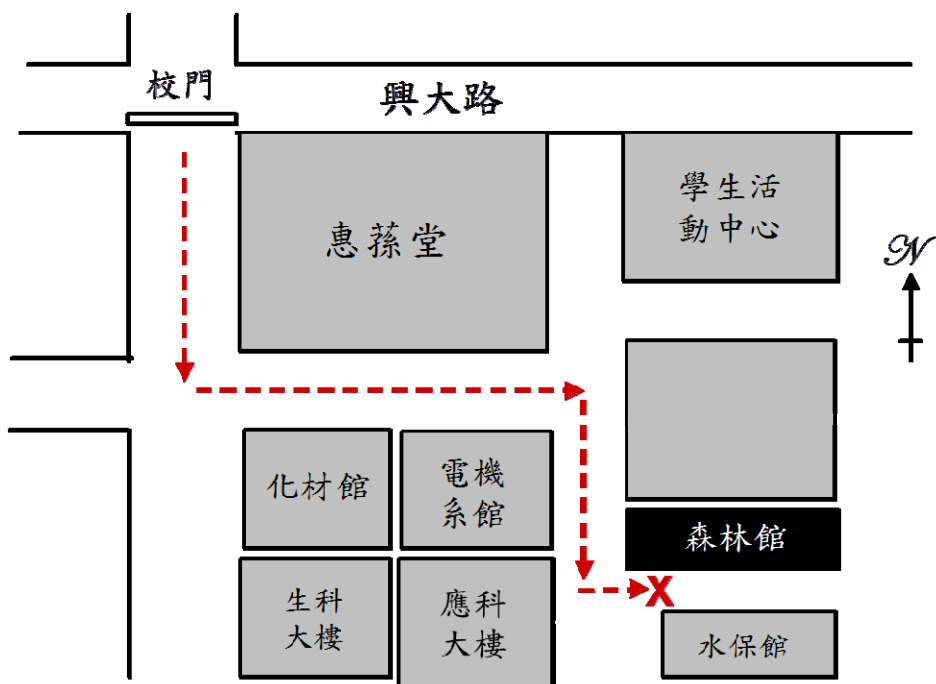 校門
興大路
惠蓀堂
學生活
動中心
N
化材館
電機
系館
森林館
X
生科
大樓
應科
大樓
水保館